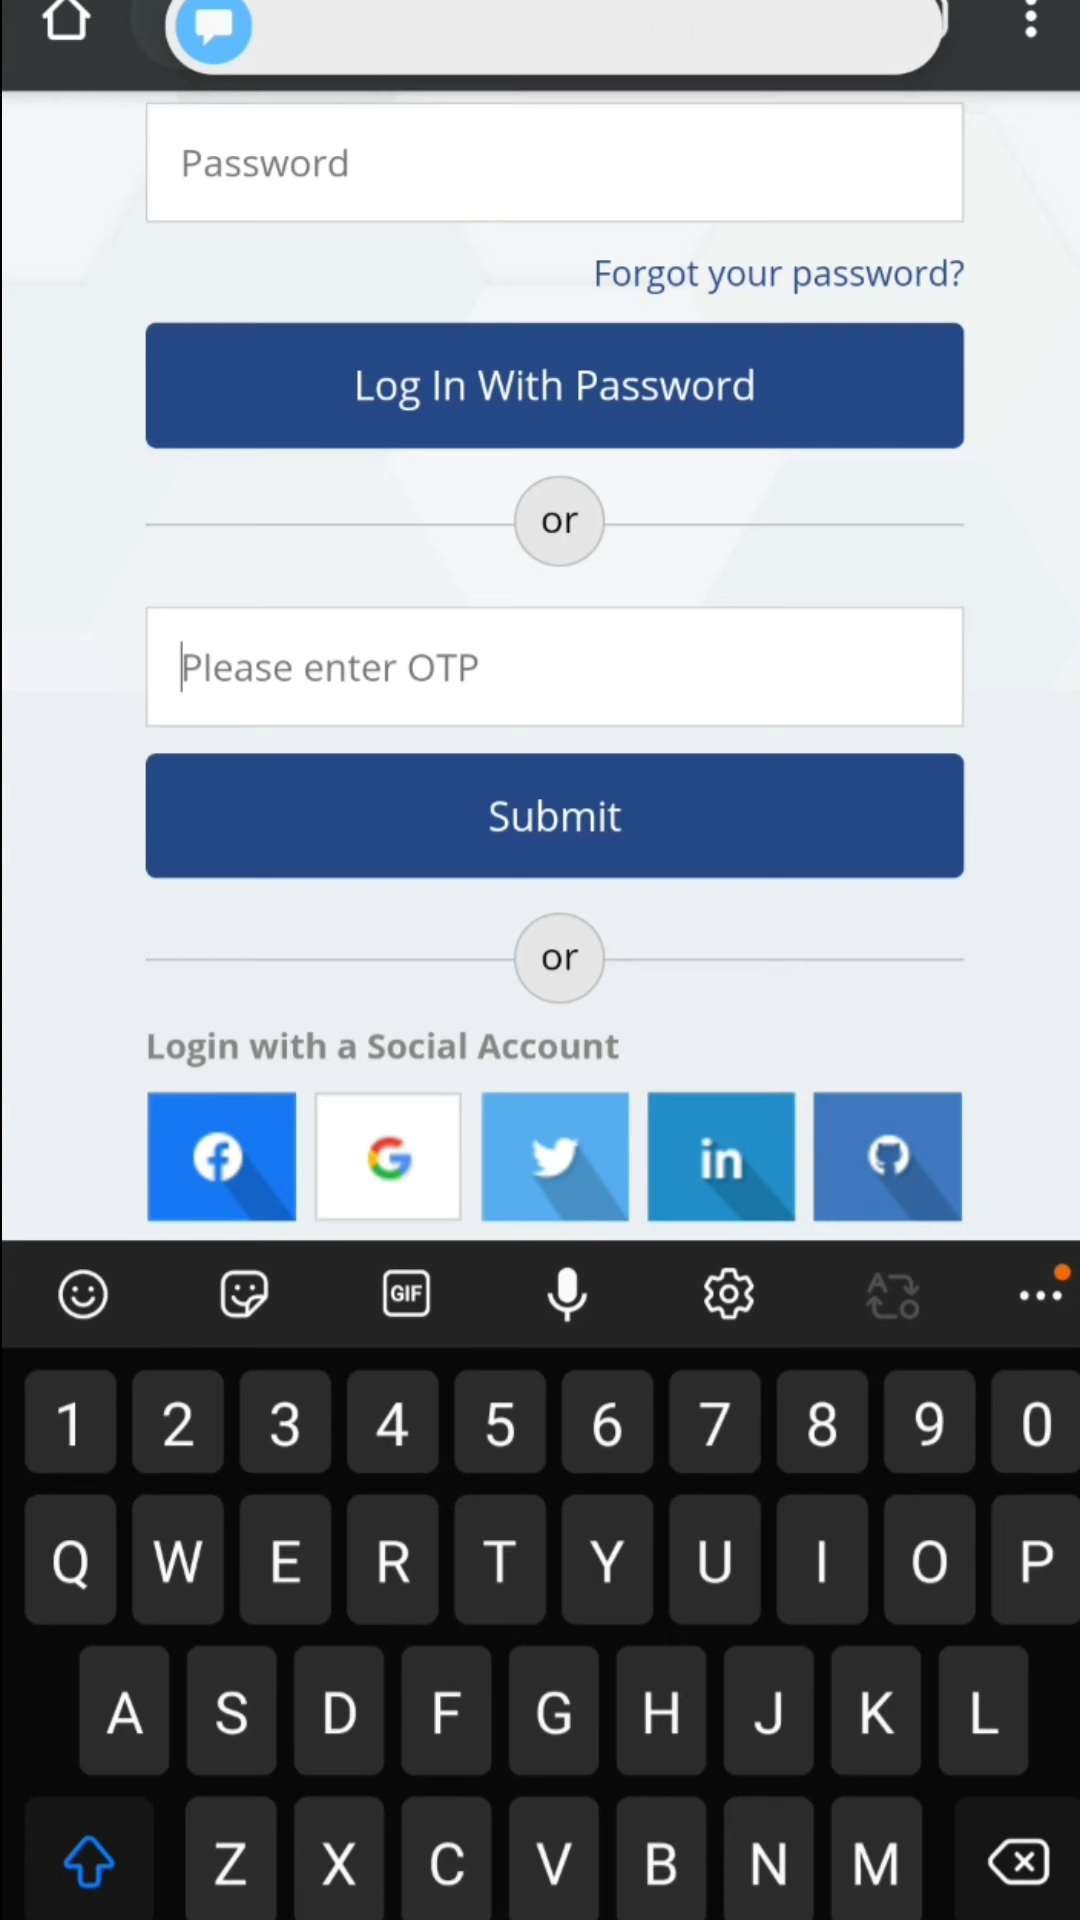 Password
Forgot your password?
Log In With Password
or
Please enter OTP
Submit
or
Login with a Social Account
f G in
GIF
A O
1 2 3 4 5 6 7 8 9 0
Q W E R T Y U I O P
A S D F G H J K L
Z X C V B N M